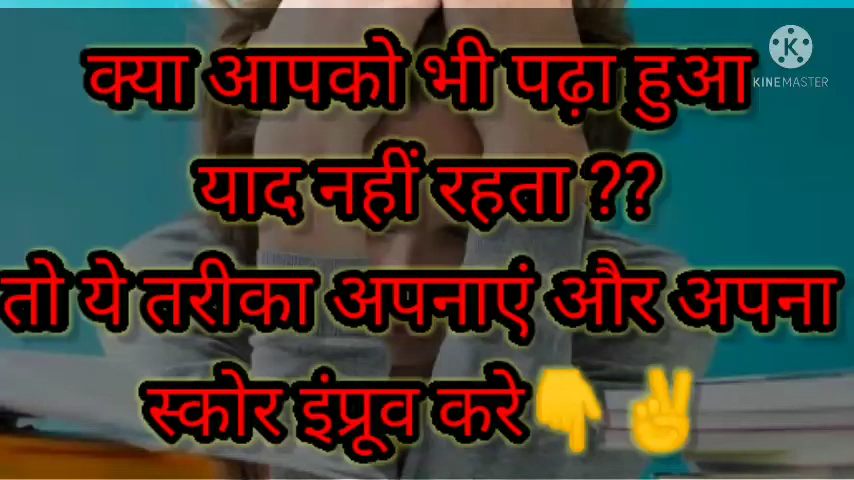 क्या आपको भी पढ़ा हुआ
KINEMASTER
याद नहीं रहता ??
तो ये तरीका अपनाएं और अपना
स्कोर इंप्रूव करे👇✌